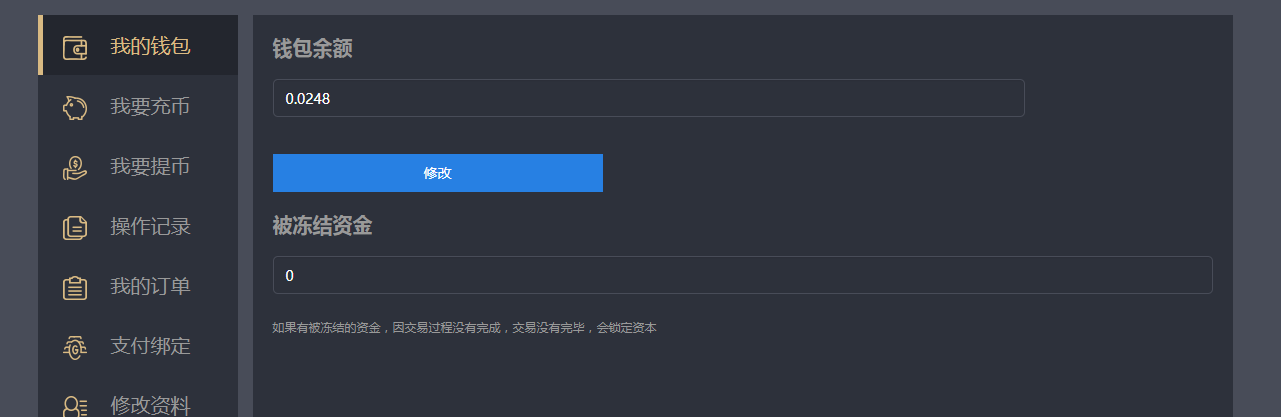 我的钱包
我要充币
我要提币
操作记录
我的订单
支付绑定
修改资料
钱包余额
0.0248
修改
被冻结资金
0
如果有被冻结的资金，因交易过程没有完成，交易没有完毕，会锁定资本